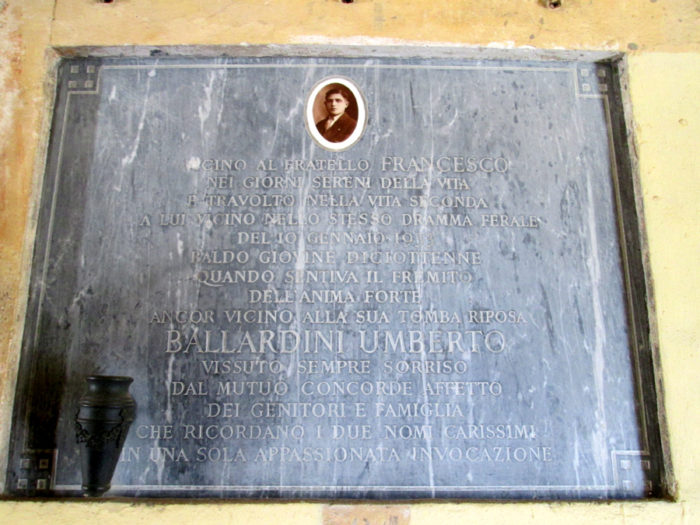 VICINO AL FRATELLO FRANCESCO
NEI GIORNI SERENI DELLA VITA
E TRAVOLTO NELLA VITA SECONDA
A LUI VICINO NELLO STESSO DRAMMA FERALE
DEL 10 GENNAIO
BALDO GIOVINE DICIOTTENNE
QUANDO SENTIVA IL FREMITO
DELL'ANIMA FORTE
ANCOR VICINO ALLA SUA TOMBA RIPOSA
BALLARDINI UMBERTO
VISSUTO SEMPRE SORRISO
DAL MUTUO CONCORDE AFFETTO
DEI GENITORI E FAMIGLIA
CHE RICORDANO I DUE NOMI CARISSIMI
IN UNA SOLA APPASSIONATA INVOCAZIONE